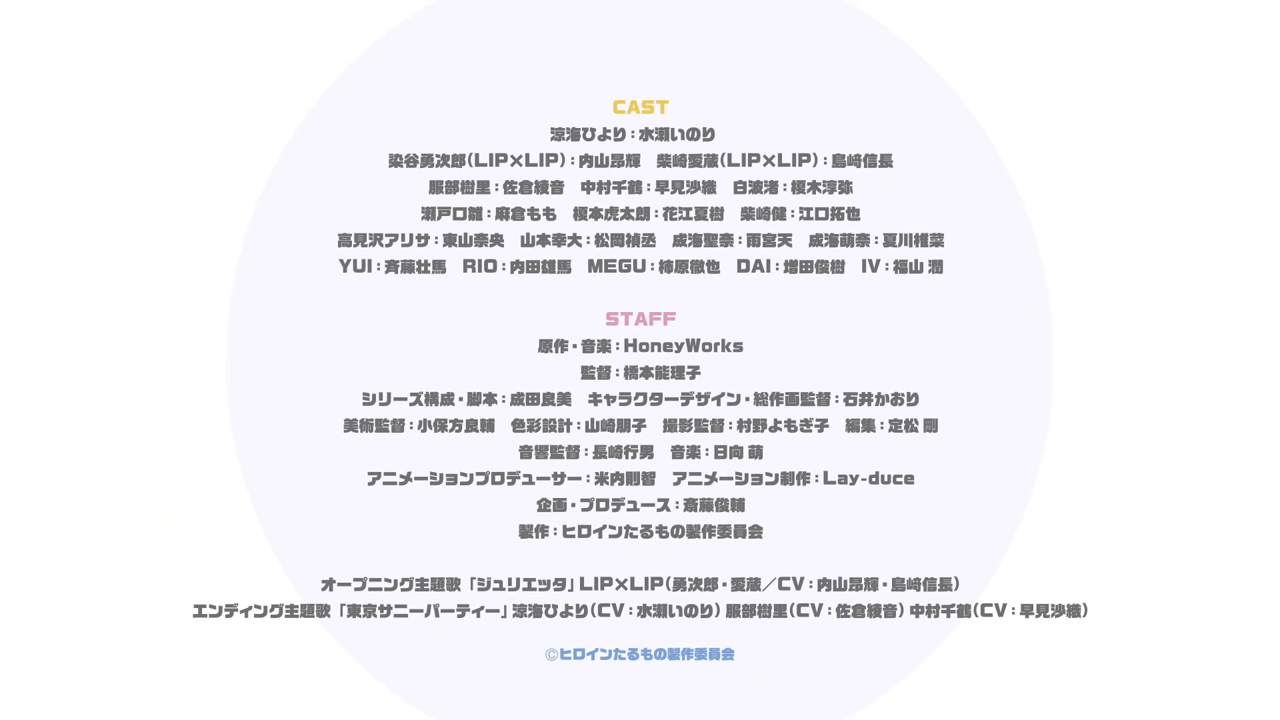 CAST
涼海ひより：水瀬いのり
染谷勇次郎(LIP×LIP)：内山昂輝　柴崎愛蔵(LIP×LIP)：島﨑信長
服部樹里：佐倉綾音　中村千鶴：早見沙織　白波渚：榎木淳弥
瀬戸口雛：麻倉もも　榎本虎太朗：花江夏樹　柴崎健：江口拓也
高見沢アリサ：東山奈央　山本幸大：松岡禎丞　成海聖奈：雨宮天　成海萌奈：夏川椎菜
YUI：斉藤壮馬　RIO：内田雄馬　MEGU：柿原徹也　DAI：増田俊樹　IV：福山 潤
STAFF
原作・音楽：HoneyWorks
監督：橋本能理子
シリーズ構成・脚本：成田良美　キャラクターデザイン・総作画監督：石井かおり
美術監督：小保方良輔　色彩設計：山崎朋子　撮影監督：村野よもぎ子　編集：定松 剛
音響監督：長崎行男　音楽：日向 萌
アニメーションプロデューサー：米内則智　アニメーション制作：Lay-duce
企画・プロデュース：斎藤俊輔
製作：ヒロインたるもの製作委員会
オープニング主題歌「ジュリエッタ」LIP×LIP(勇次郎・愛蔵／CV：内山昂輝・島﨑信長)
エンディング主題歌「東京サニーパーティー」涼海ひより(CV：水瀬いのり) 服部樹里(CV：佐倉綾音) 中村千鶴(CV：早見沙織)
©ヒロインたるもの製作委員会